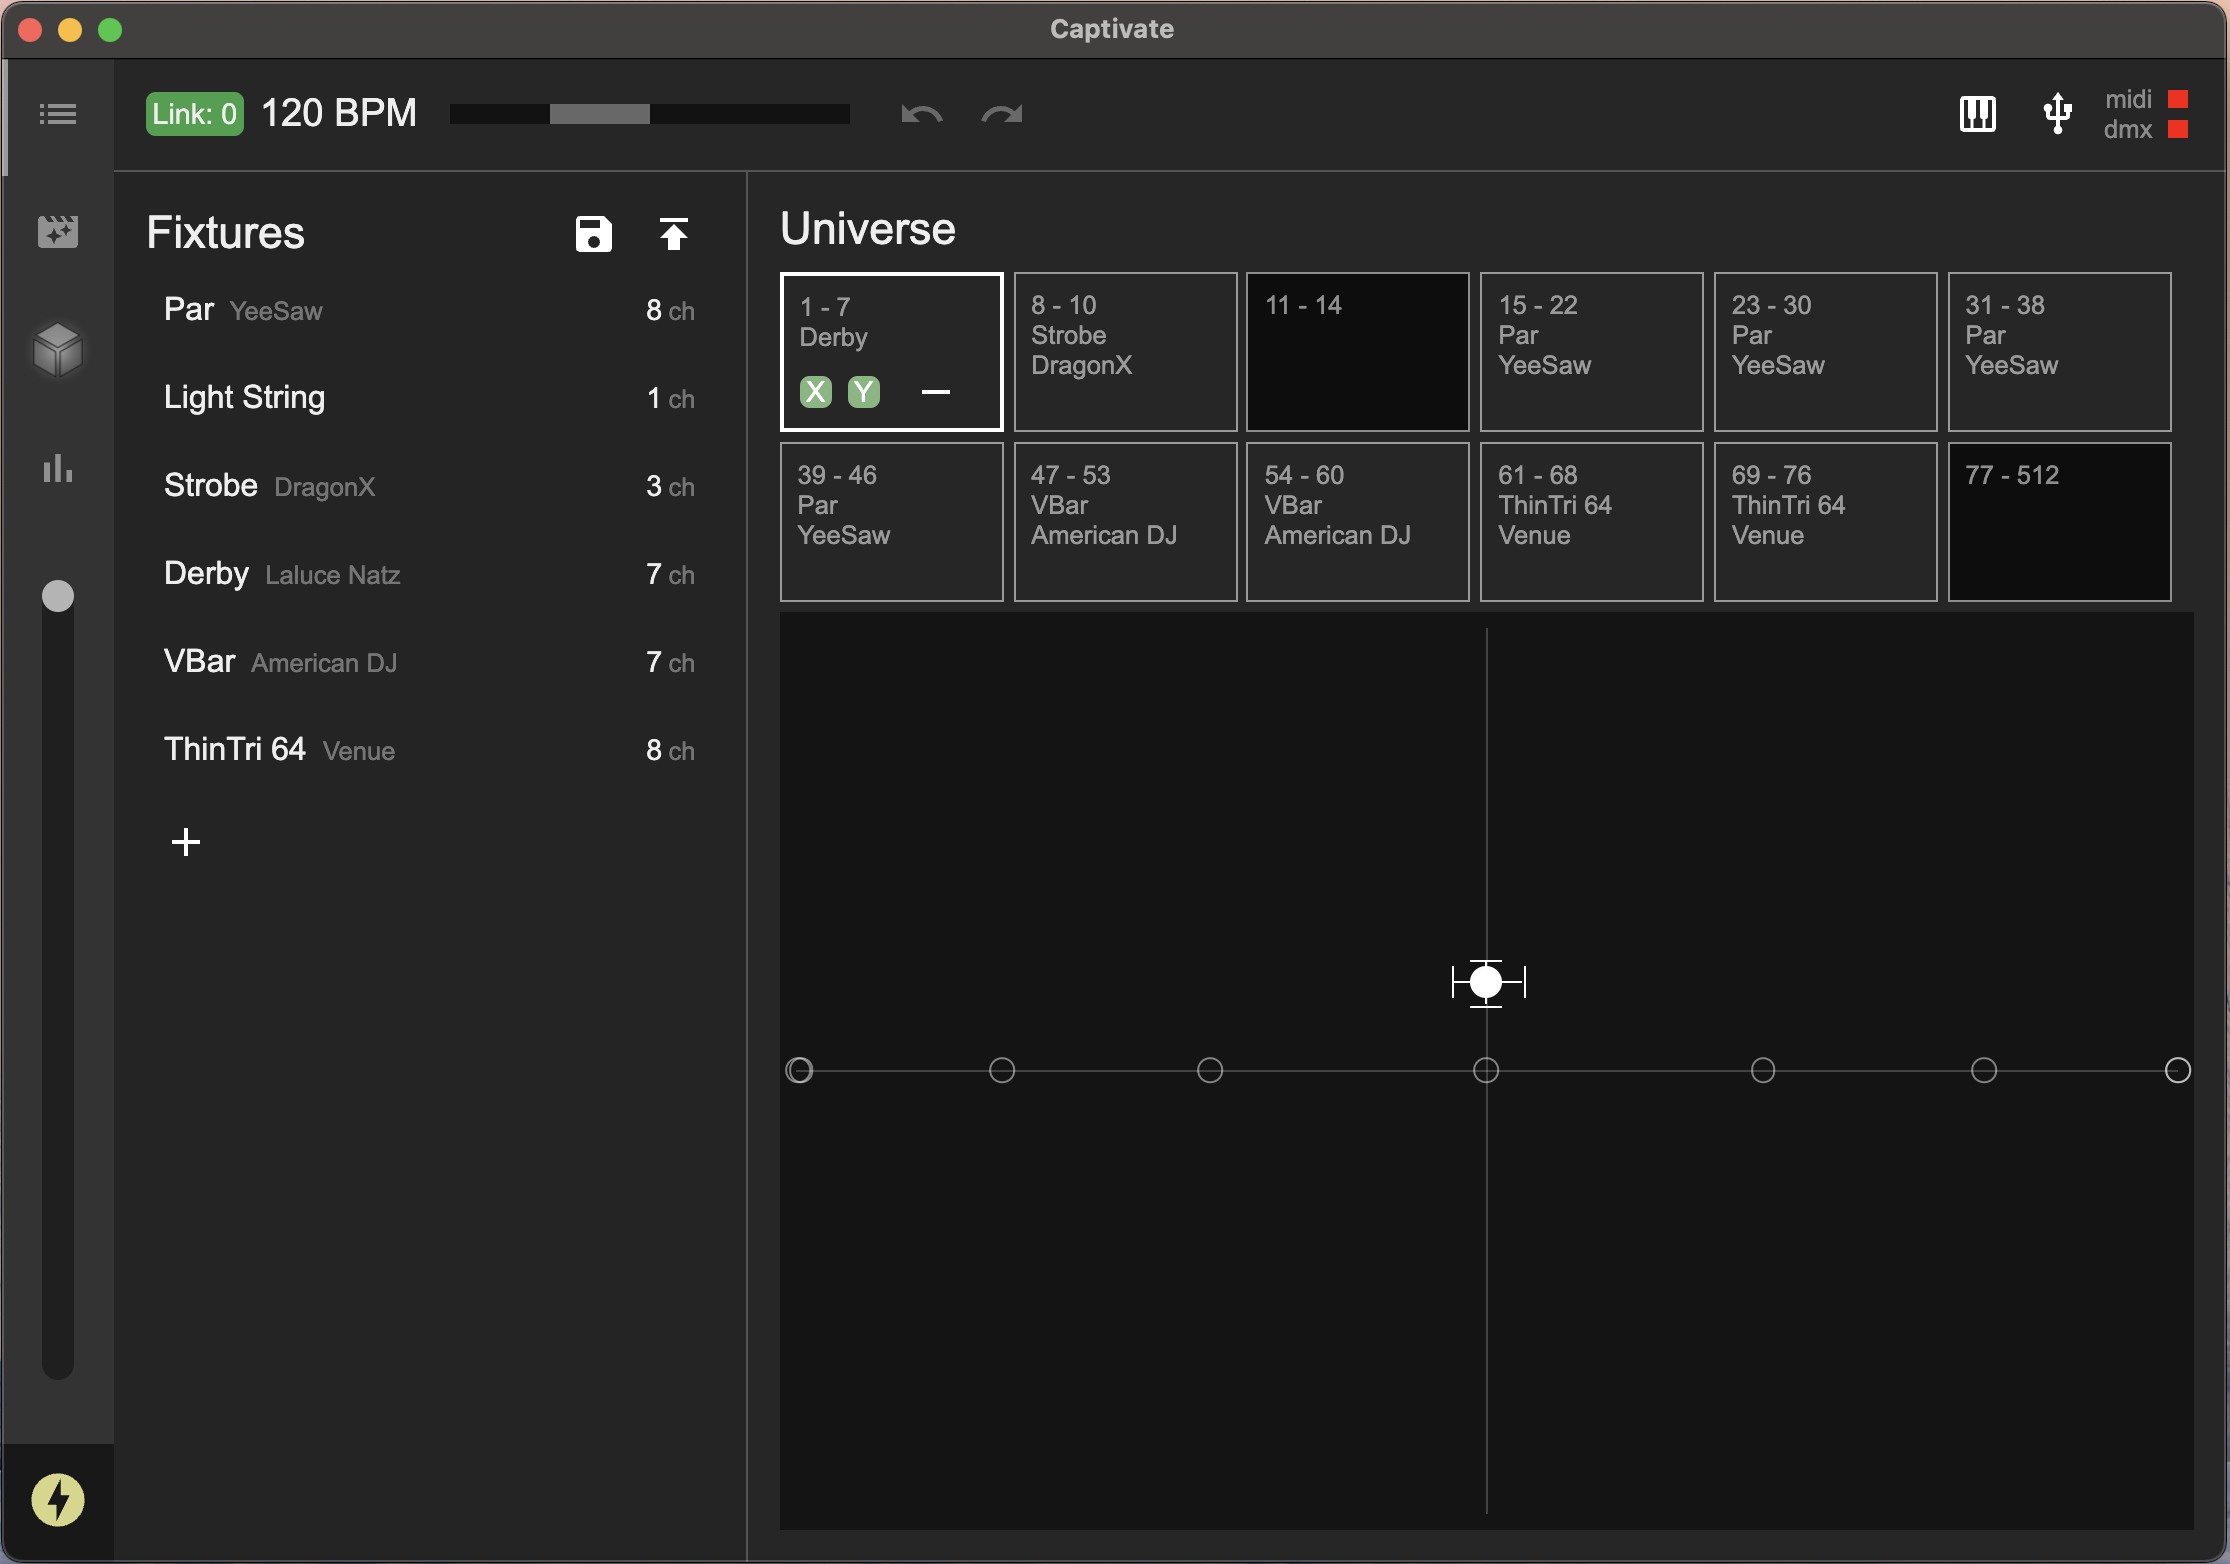 Captivate
Link: 0 120 BPM
midi
dmx
Fixtures
Par YeeSaw 8 ch
Light String 1 ch
Strobe DragonX 3 ch
Derby Laluce Natz 7 ch
VBar American DJ 7 ch
ThinTri 64 Venue 8 ch
+
Universe
1 - 7
Derby
X Y
8 - 10
Strobe
DragonX
11 - 14
15 - 22
Par
YeeSaw
23 - 30
Par
YeeSaw
31 - 38
Par
YeeSaw
39 - 46
Par
YeeSaw
47 - 53
VBar
American DJ
54 - 60
VBar
American DJ
61 - 68
ThinTri 64
Venue
69 - 76
ThinTri 64
Venue
77 - 512